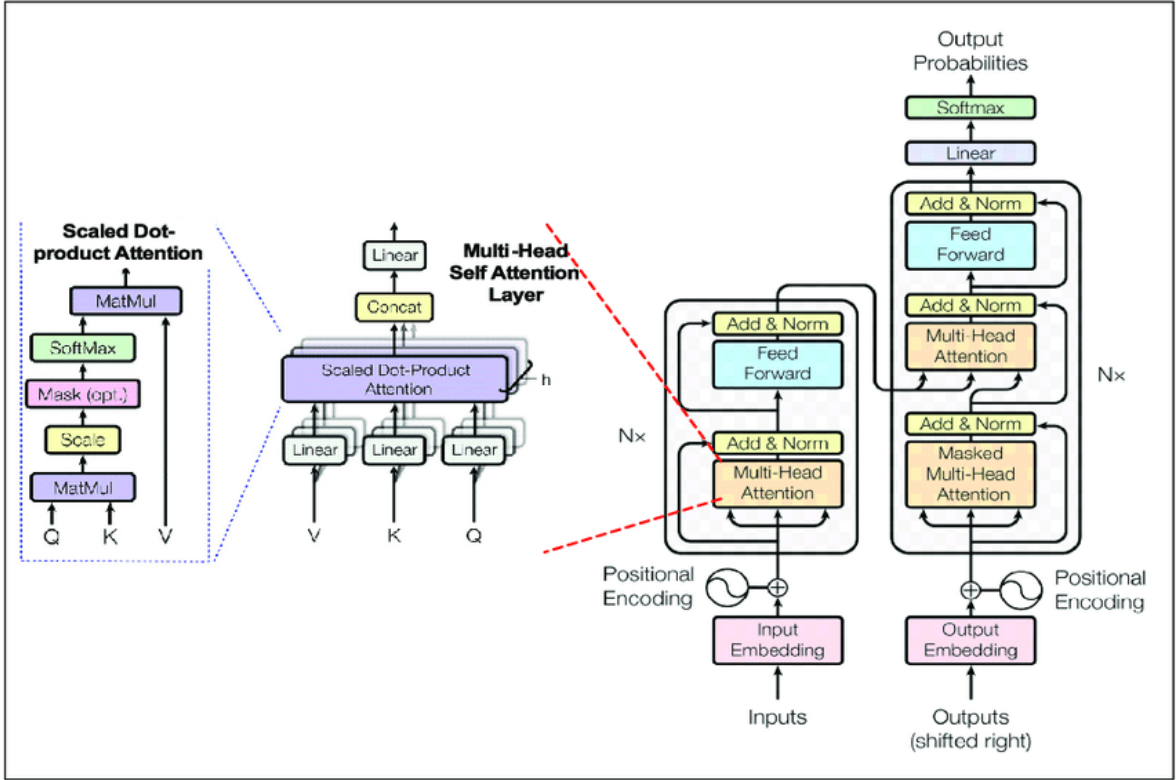 Scaled Dot-
product Attention
MatMul
SoftMax
Mask (opt.)
Scale
MatMul
Q
K
V
Linear
Multi-Head
Self Attention
Layer
Concat
Scaled Dot-Product
Attention
h
Linear
Linear
Linear
V
K
Q
Nx
Add & Norm
Feed
Forward
Add & Norm
Multi-Head
Attention
Positional
Encoding
Input
Embedding
Inputs
Output
Probabilities
Softmax
Linear
Add & Norm
Feed
Forward
Add & Norm
Multi-Head
Attention
Nx
Add & Norm
Masked
Multi-Head
Attention
Positional
Encoding
Output
Embedding
Outputs
(shifted right)